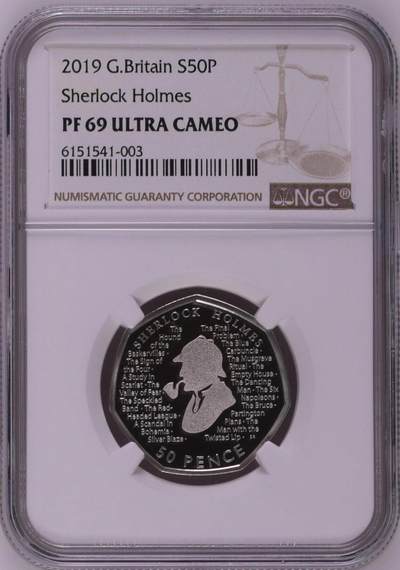 2019 G.Britain S50P
Sherlock Holmes
PF 69 ULTRA CAMEO
6151541-003
NUMISMATIC GUARANTY CORPORATION NGC®
SHERLOCK HOLMES
The
Hound
of the
Baskervilles •
The Sign of
the Four •
A Study in
Scarlet • The
Valley of Fear •
The Speckled
Band • The Red-
Headed League •
A Scandal in
Bohemia •
Silver Blaze •
The Final
Problem •
The Blue
Carbuncle •
The Musgrave
Ritual • The
Empty House •
The Dancing
Men • The Six
Napoleons •
The Bruce-
Partington
Plans • The
Man with the
Twisted Lip •
50 PENCE